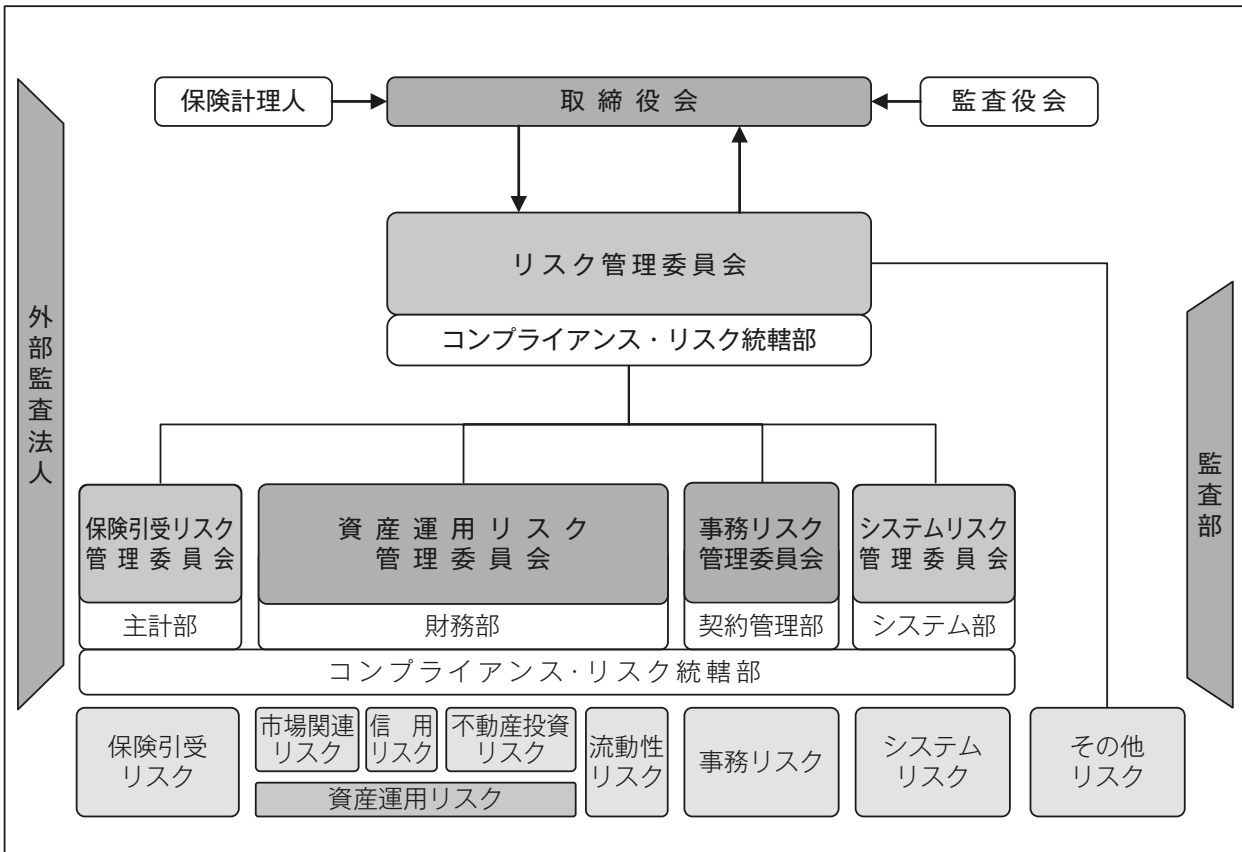 保険計理人
取締役会
監査役会
リスク管理委員会
コンプライアンス・リスク統轄部
外部監査法人
監査部
保険引受リスク
管理委員会
資産運用リスク
管理委員会
事務リスク
管理委員会
システムリスク
管理委員会
主計部
財務部
契約管理部
システム部
コンプライアンス・リスク統轄部
保険引受
リスク
市場関連
リスク
信用
リスク
不動産投資
リスク
資産運用リスク
流動性
リスク
事務リスク
システム
リスク
その他
リスク